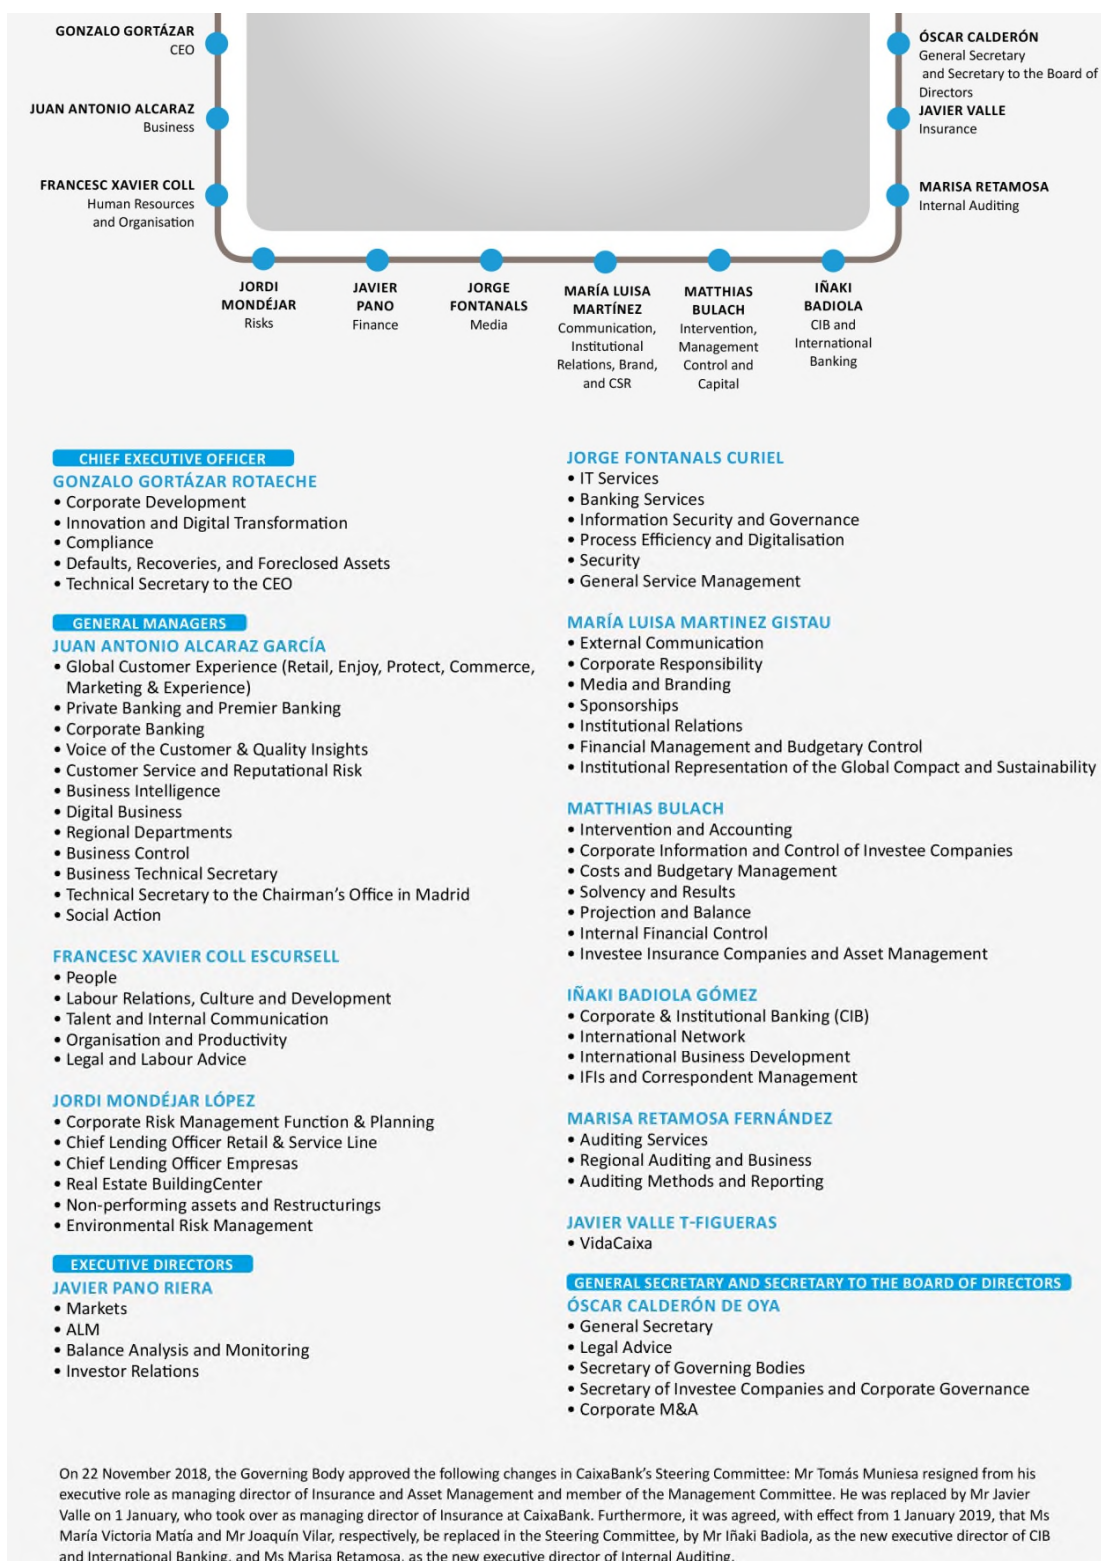 GONZALO GORTÁZAR
CEO
JUAN ANTONIO ALCARAZ
Business
FRANCESC XAVIER COLL
Human Resources
and Organisation
ÓSCAR CALDERÓN
General Secretary
and Secretary to the Board of
Directors
JAVIER VALLE
Insurance
MARISA RETAMOSA
Internal Auditing
JORDI
MONDÉJAR
Risks
JAVIER
PANO
Finance
JORGE
FONTANALS
Media
MARÍA LUISA
MARTÍNEZ
Communication,
Institutional
Relations, Brand,
and CSR
MATTHIAS
BULACH
Intervention,
Management
Control and
Capital
IÑAKI
BADIOLA
CIB and
International
Banking
CHIEF EXECUTIVE OFFICER
GONZALO GORTÁZAR ROTAECHE
• Corporate Development
• Innovation and Digital Transformation
• Compliance
• Defaults, Recoveries, and Foreclosed Assets
• Technical Secretary to the CEO
GENERAL MANAGERS
JUAN ANTONIO ALCARAZ GARCÍA
• Global Customer Experience (Retail, Enjoy, Protect, Commerce,
Marketing & Experience)
• Private Banking and Premier Banking
• Corporate Banking
• Voice of the Customer & Quality Insights
• Customer Service and Reputational Risk
• Business Intelligence
• Digital Business
• Regional Departments
• Business Control
• Business Technical Secretary
• Technical Secretary to the Chairman's Office in Madrid
• Social Action
FRANCESC XAVIER COLL ESCURSELL
• People
• Labour Relations, Culture and Development
• Talent and Internal Communication
• Organisation and Productivity
• Legal and Labour Advice
JORDI MONDÉJAR LÓPEZ
• Corporate Risk Management Function & Planning
• Chief Lending Officer Retail & Service Line
• Chief Lending Officer Empresas
• Real Estate BuildingCenter
• Non-performing assets and Restructurings
• Environmental Risk Management
EXECUTIVE DIRECTORS
JAVIER PANO RIERA
• Markets
• ALM
• Balance Analysis and Monitoring
• Investor Relations
JORGE FONTANALS CURIEL
• IT Services
• Banking Services
• Information Security and Governance
• Process Efficiency and Digitalisation
• Security
• General Service Management
MARÍA LUISA MARTINEZ GISTAU
• External Communication
• Corporate Responsibility
• Media and Branding
• Sponsorships
• Institutional Relations
• Financial Management and Budgetary Control
• Institutional Representation of the Global Compact and Sustainability
MATTHIAS BULACH
• Intervention and Accounting
• Corporate Information and Control of Investee Companies
• Costs and Budgetary Management
• Solvency and Results
• Projection and Balance
• Internal Financial Control
• Investee Insurance Companies and Asset Management
IÑAKI BADIOLA GÓMEZ
• Corporate & Institutional Banking (CIB)
• International Network
• International Business Development
• IFIs and Correspondent Management
MARISA RETAMOSA FERNÁNDEZ
• Auditing Services
• Regional Auditing and Business
• Auditing Methods and Reporting
JAVIER VALLE T-FIGUERAS
• VidaCaixa
GENERAL SECRETARY AND SECRETARY TO THE BOARD OF DIRECTORS
ÓSCAR CALDERÓN DE OYA
• General Secretary
• Legal Advice
• Secretary of Governing Bodies
• Secretary of Investee Companies and Corporate Governance
• Corporate M&A
On 22 November 2018, the Governing Body approved the following changes in CaixaBank's Steering Committee: Mr Tomás Muniesa resigned from his
executive role as managing director of Insurance and Asset Management and member of the Management Committee. He was replaced by Mr Javier
Valle on 1 January, who took over as managing director of Insurance at CaixaBank. Furthermore, it was agreed, with effect from 1 January 2019, that Ms
María Victoria Matía and Mr Joaquín Vilar, respectively, be replaced in the Steering Committee, by Mr Iñaki Badiola, as the new executive director of CIB
and International Banking, and Ms Marisa Retamosa, as the new executive director of Internal Auditing.